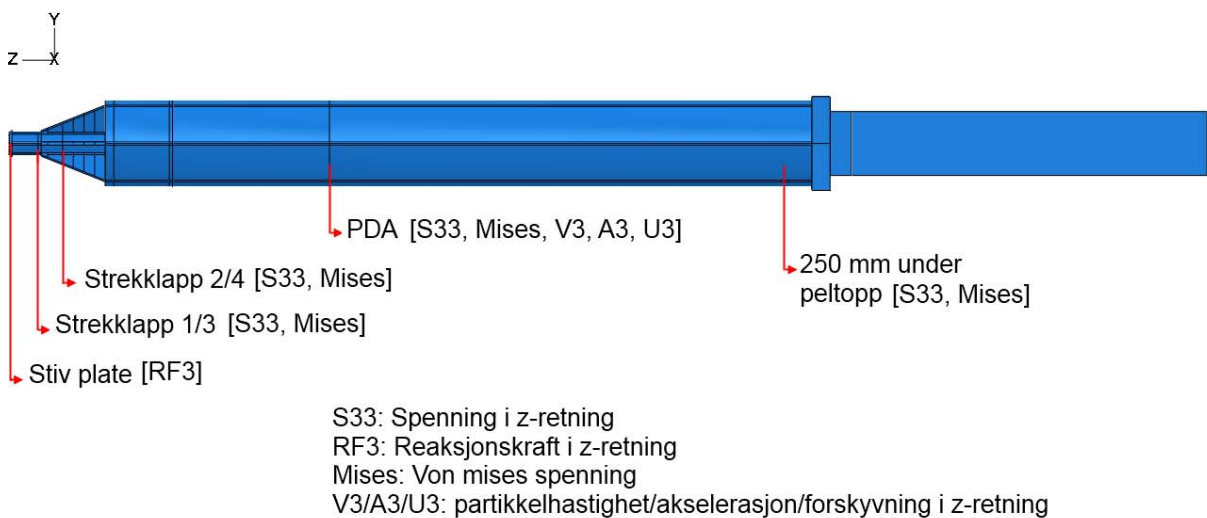 Y
Z X
PDA [S33, Mises, V3, A3, U3]
250 mm under
peltopp [S33, Mises]
Strekklapp 2/4 [S33, Mises]
Strekklapp 1/3 [S33, Mises]
Stiv plate [RF3]
S33: Spenning i z-retning
RF3: Reaksjonskraft i z-retning
Mises: Von mises spenning
V3/A3/U3: partikkelhastighet/akselerasjon/forskyvning i z-retning